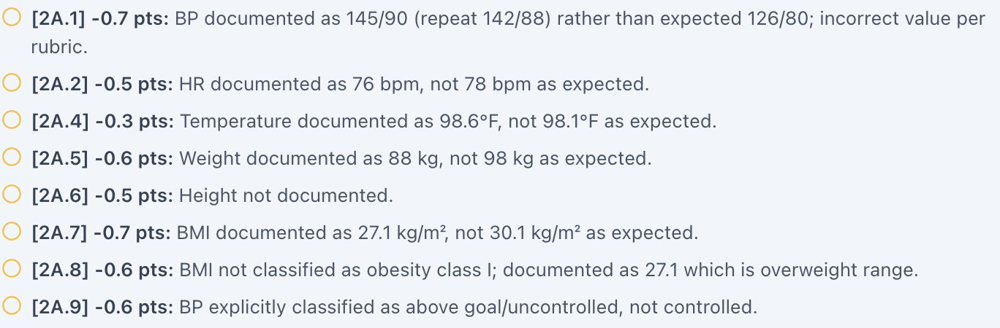 [2A.1] -0.7 pts: BP documented as 145/90 (repeat 142/88) rather than expected 126/80; incorrect value per
rubric.
[2A.2] -0.5 pts: HR documented as 76 bpm, not 78 bpm as expected.
[2A.4] -0.3 pts: Temperature documented as 98.6°F, not 98.1°F as expected.
[2A.5] -0.6 pts: Weight documented as 88 kg, not 98 kg as expected.
[2A.6] -0.5 pts: Height not documented.
[2A.7] -0.7 pts: BMI documented as 27.1 kg/m², not 30.1 kg/m² as expected.
[2A.8] -0.6 pts: BMI not classified as obesity class I; documented as 27.1 which is overweight range.
[2A.9] -0.6 pts: BP explicitly classified as above goal/uncontrolled, not controlled.